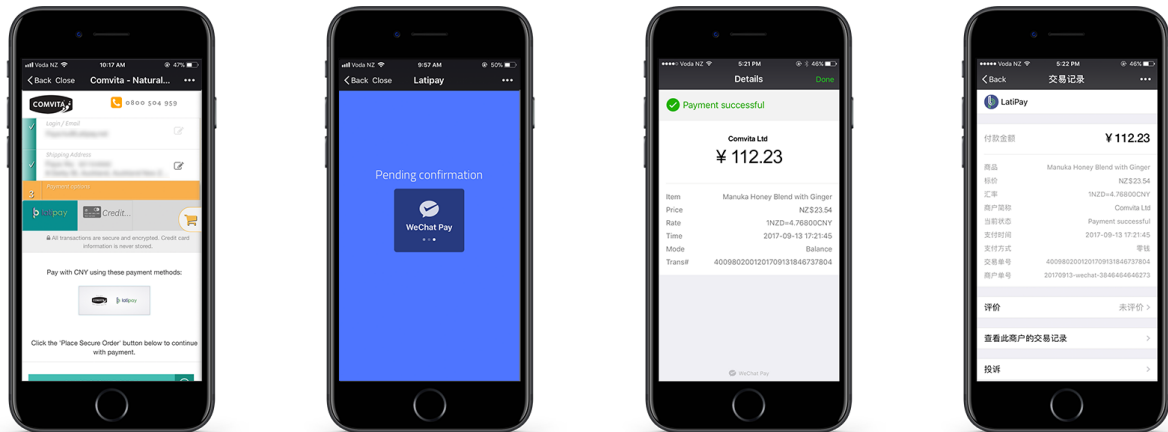 Voda NZ 10:17 AM 47%
Back Close Comvita - Natural... •••
COMVITA 0800 504 959
Login / Email
Shipping Address
3 Payment options
latipay Credit...
All transactions are secure and encrypted. Credit card
information is never stored.
Pay with CNY using these payment methods:
COMVITA latipay
Click the 'Place Secure Order' button below to continue
with payment.
Voda NZ 9:57 AM 50%
Back Close Latipay •••
Pending confirmation
WeChat Pay
Voda NZ 5:21 PM 46%
Details Done
Payment successful
Comvita Ltd
¥ 112.23
Item Manuka Honey Blend with Ginger
Price NZ$23.54
Rate 1NZD=4.76800CNY
Time 2017-09-13 17:21:45
Mode Balance
Trans# 4009802001201709131846737804
WeChat Pay
Voda NZ 5:22 PM 46%
Back 交易记录 •••
LatiPay
付款金额 ¥ 112.23
商品 Manuka Honey Blend with Ginger
标价 NZ$23.54
汇率 1NZD=4.76800CNY
商户简称 Comvita Ltd
当前状态 Payment successful
支付时间 2017-09-13 17:21:45
支付方式 零钱
交易单号 4009802001201709131846737804
商户单号 20170913-wechat-3846464646273
评价 未评价 >
查看此商户的交易记录 >
投诉 >